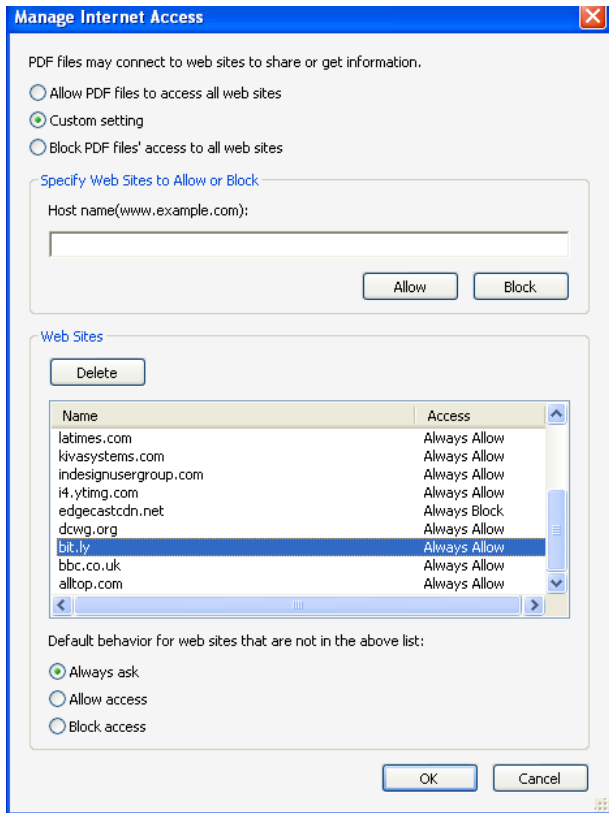 Manage Internet Access
PDF files may connect to web sites to share or get information.
Allow PDF files to access all web sites
Custom setting
Block PDF files' access to all web sites
Specify Web Sites to Allow or Block
Host name(www.example.com):
Allow Block
Web Sites
Delete
Name Access
latimes.com Always Allow
kivasystems.com Always Allow
indesignusergroup.com Always Allow
i4.ytimg.com Always Allow
edgecastcdn.net Always Block
dcwg.org Always Allow
bit.ly Always Allow
bbc.co.uk Always Allow
alltop.com Always Allow
Default behavior for web sites that are not in the above list:
Always ask
Allow access
Block access
OK Cancel